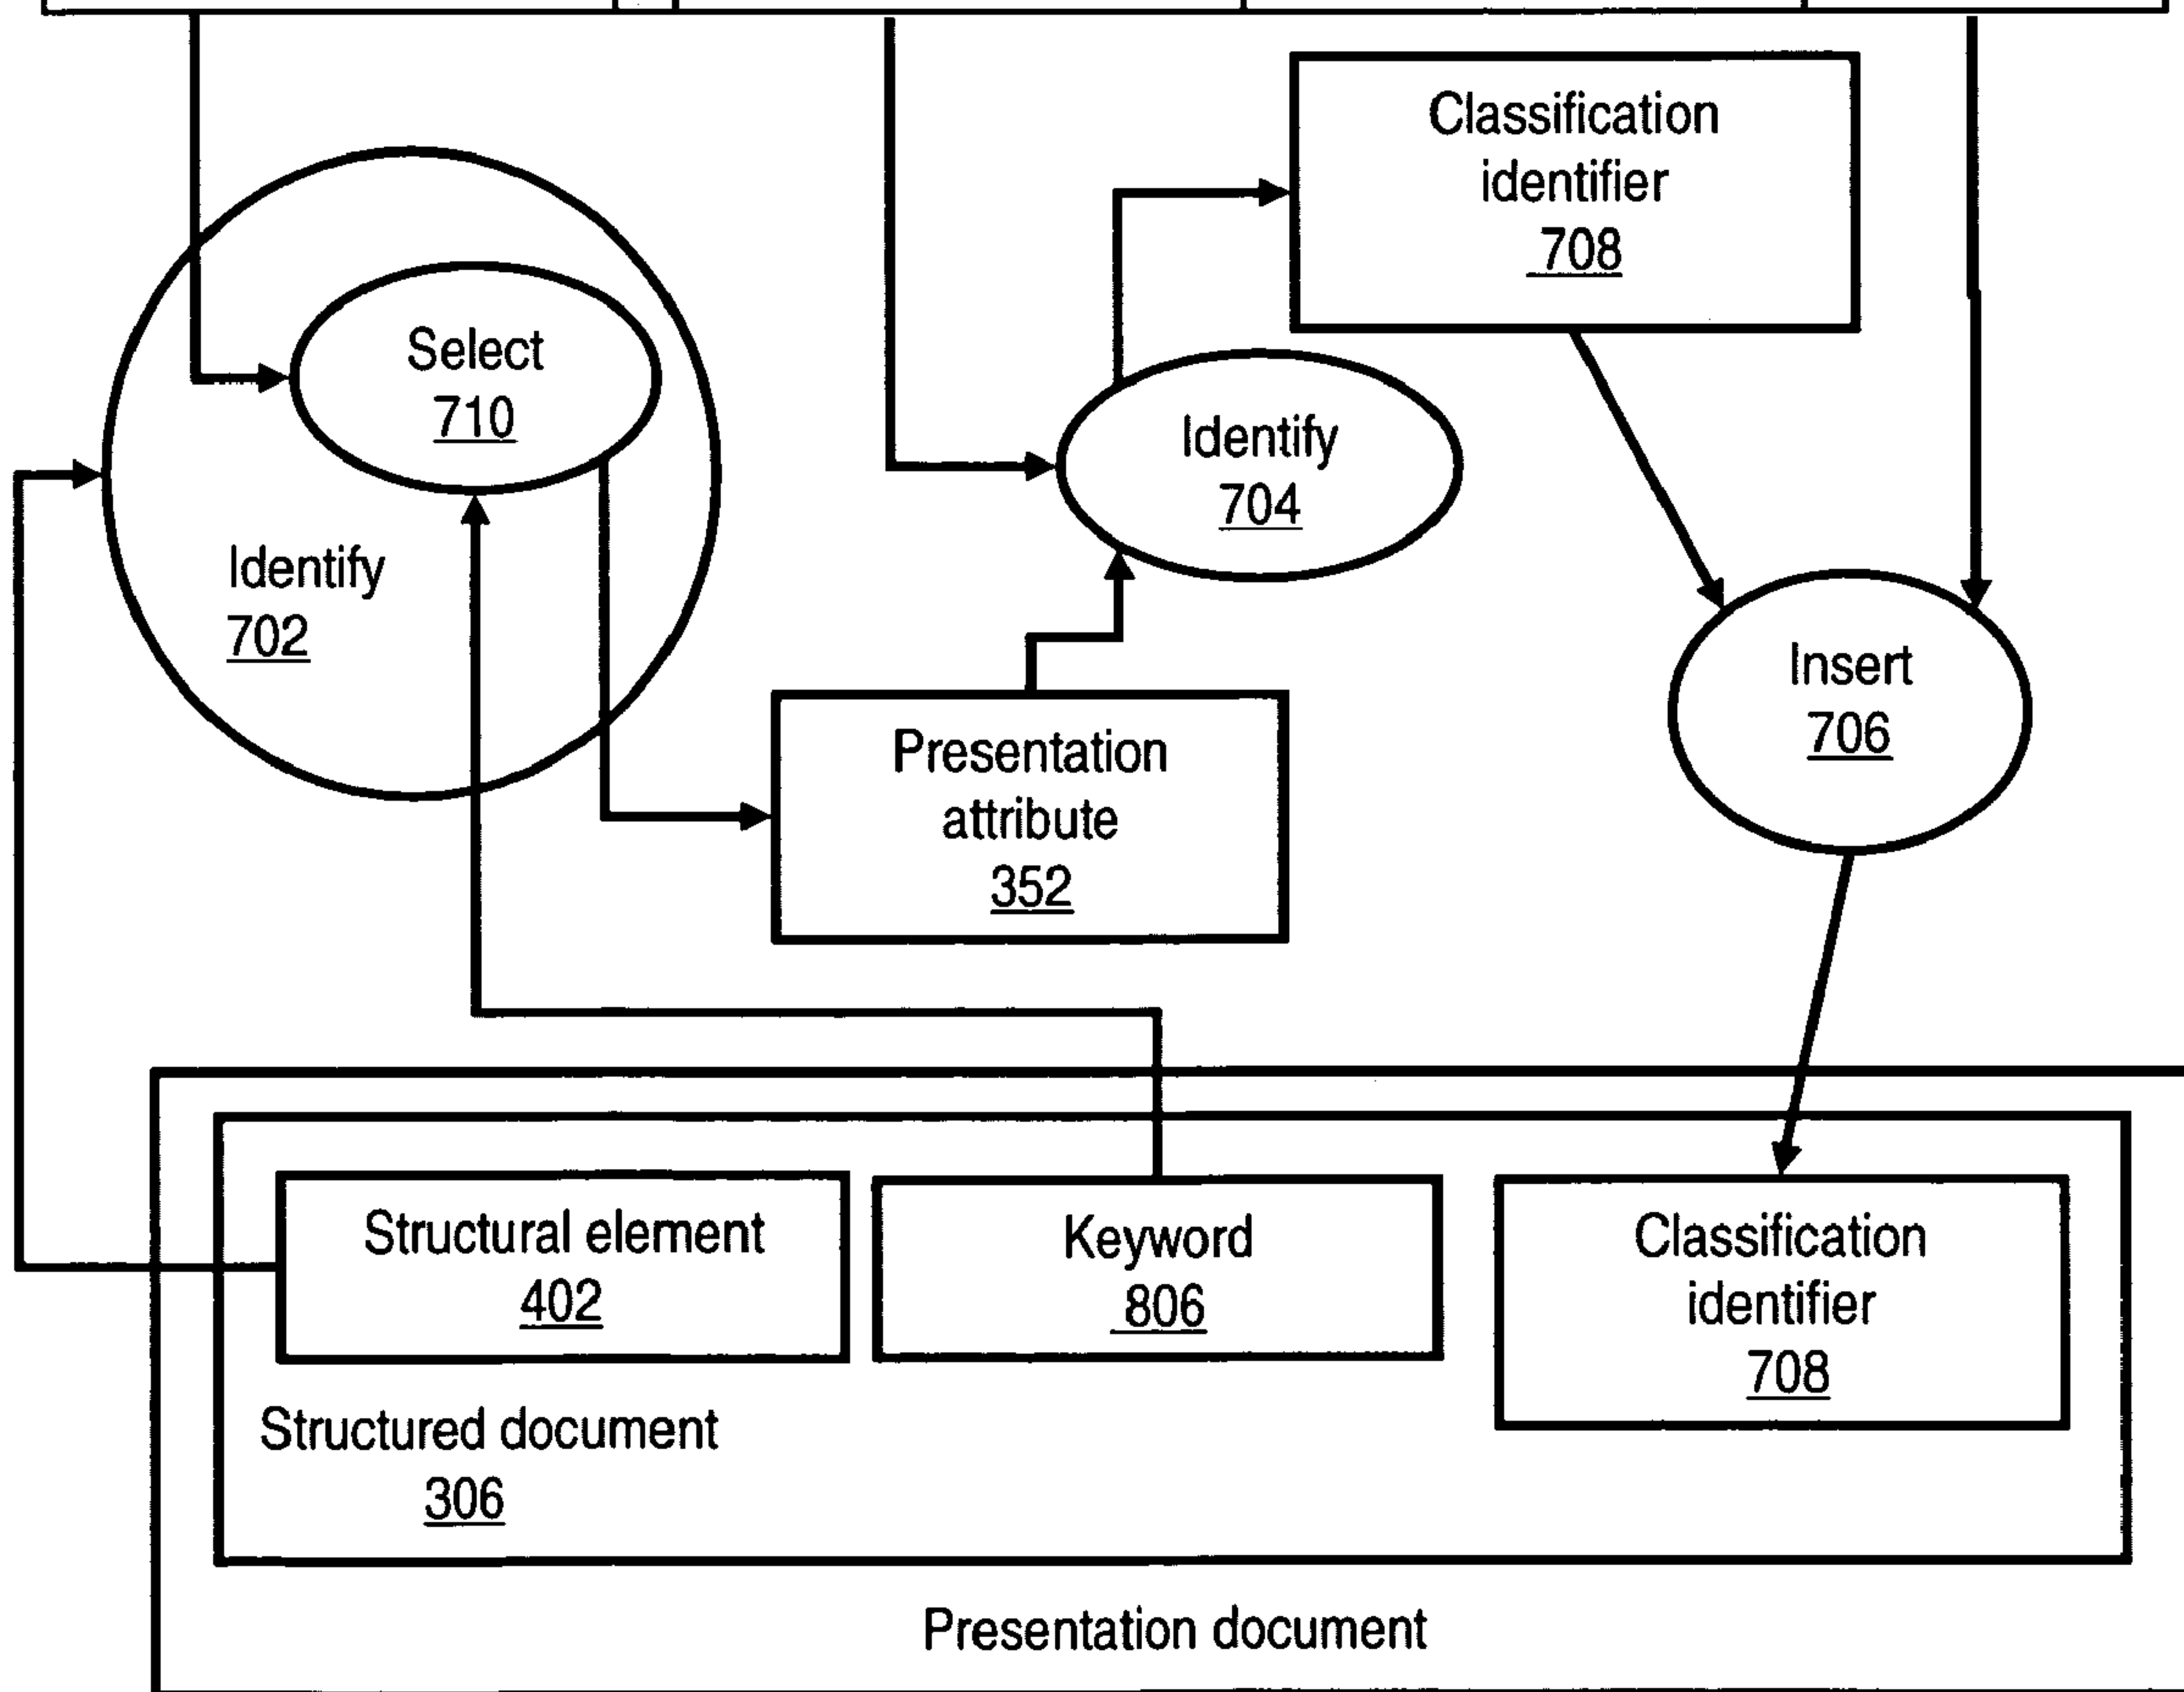 Classification
identifier
708
Select
710
Identify
704
Identify
702
Insert
706
Presentation
attribute
352
Structural element
402
Keyword
806
Classification
identifier
708
Structured document
306
Presentation document